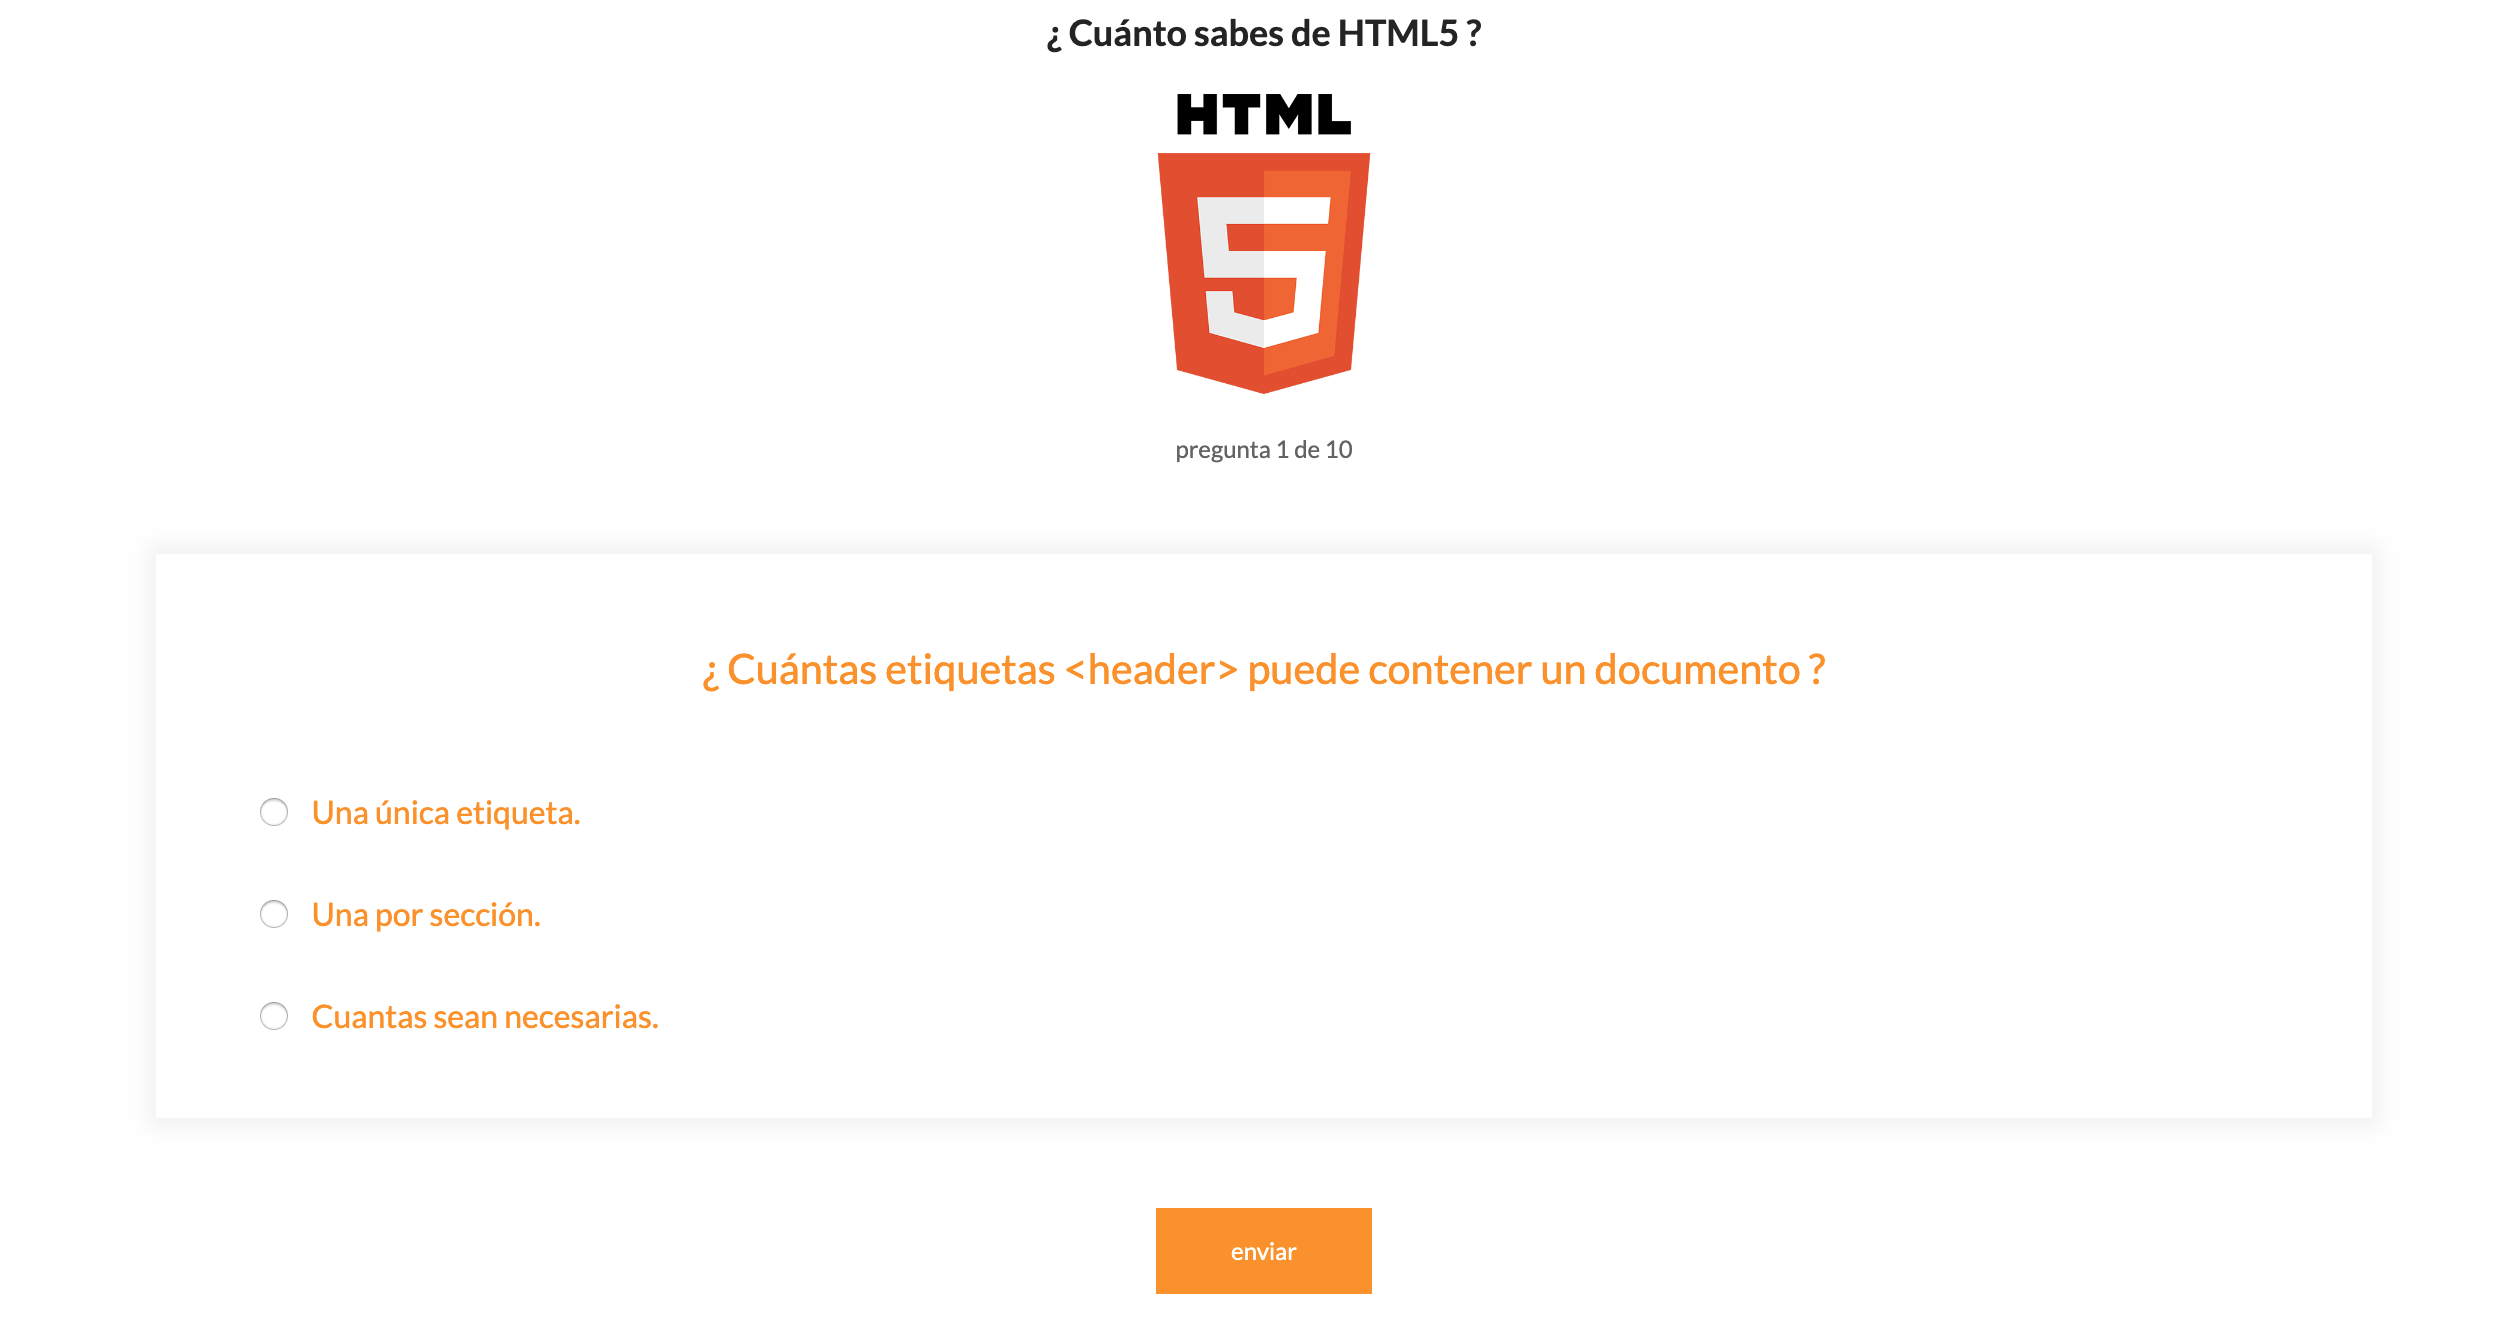 ¿ Cuánto sabes de HTML5 ?
HTML
5
pregunta 1 de 10
¿ Cuántas etiquetas <header> puede contener un documento ?
Una única etiqueta.
Una por sección.
Cuantas sean necesarias.
enviar